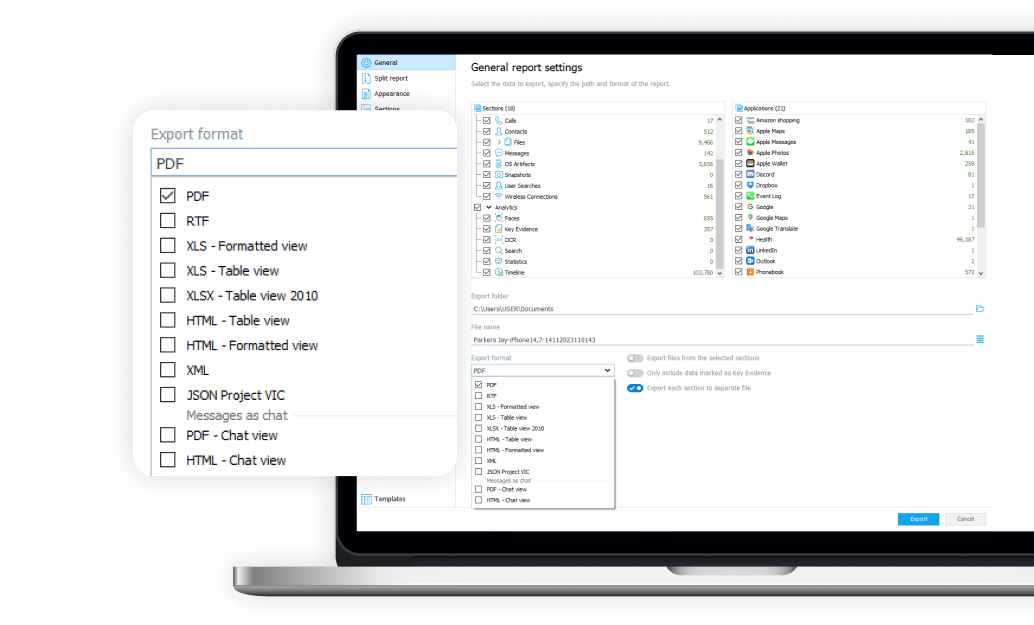 General
Split report
Appearance
Sections
Templates
General report settings
Select the data to export, specify the path and format of the report.
Sections (18)
Calls 17
Contacts 512
Files 9,466
Messages 142
OS Artifacts 3,656
Snapshots 0
User Searches 16
Wireless Connections 561
Analytics
Faces 655
Key Evidence 357
OCR 0
Search 0
Statistics 0
Timeline 103,780
Applications (21)
Amazon shopping 102
Apple Maps 185
Apple Messages 41
Apple Photos 2,815
Apple Wallet 259
Discord 81
Dropbox 1
Event Log 17
Google 31
Google Maps 1
Google Translate 1
Health 96,187
LinkedIn 1
Outlook 2
Phonebook 572
Export folder
C:\Users\USER\Documents
File name
Parkers Jay-iPhone14,7-14112023110143
Export format
PDF
PDF
RTF
XLS - Formatted view
XLS - Table view
XLSX - Table view 2010
HTML - Table view
HTML - Formatted view
XML
JSON Project VIC
Messages as chat
PDF - Chat view
HTML - Chat view
Export files from the selected sections
Only include data marked as Key Evidence
Export each section to separate file
Export
Cancel
Export format
PDF
PDF
RTF
XLS - Formatted view
XLS - Table view
XLSX - Table view 2010
HTML - Table view
HTML - Formatted view
XML
JSON Project VIC
Messages as chat
PDF - Chat view
HTML - Chat view